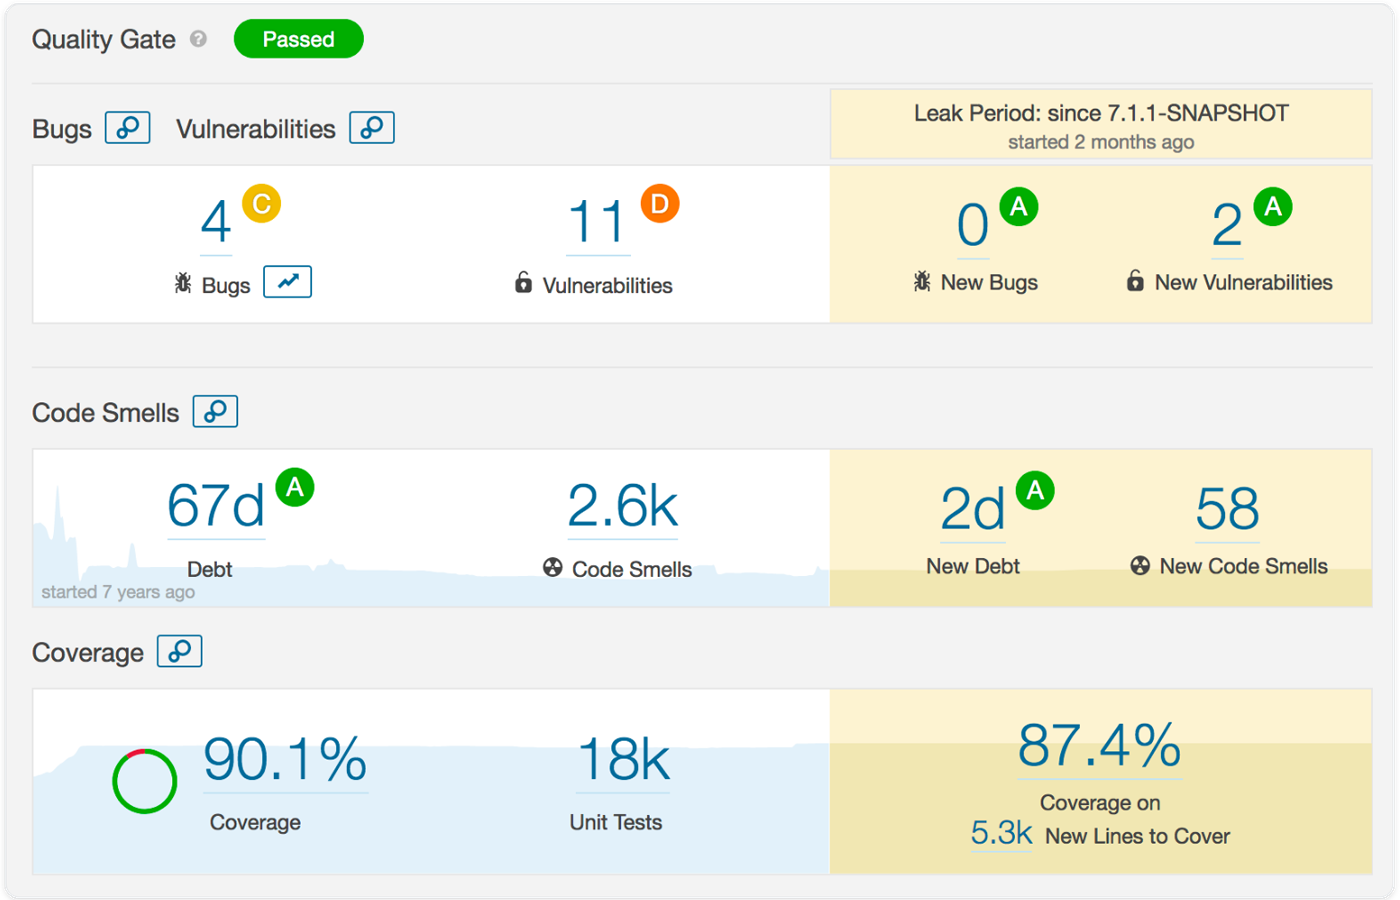 Quality Gate ? Passed
Leak Period: since 7.1.1-SNAPSHOT
started 2 months ago
Bugs Vulnerabilities
4 C 11 D 0 A 2 A
Bugs Vulnerabilities New Bugs New Vulnerabilities
Code Smells
67d A 2.6k 2d A 58
Debt Code Smells New Debt New Code Smells
started 7 years ago
Coverage
90.1% 18k 87.4%
Coverage Unit Tests Coverage on
5.3k New Lines to Cover